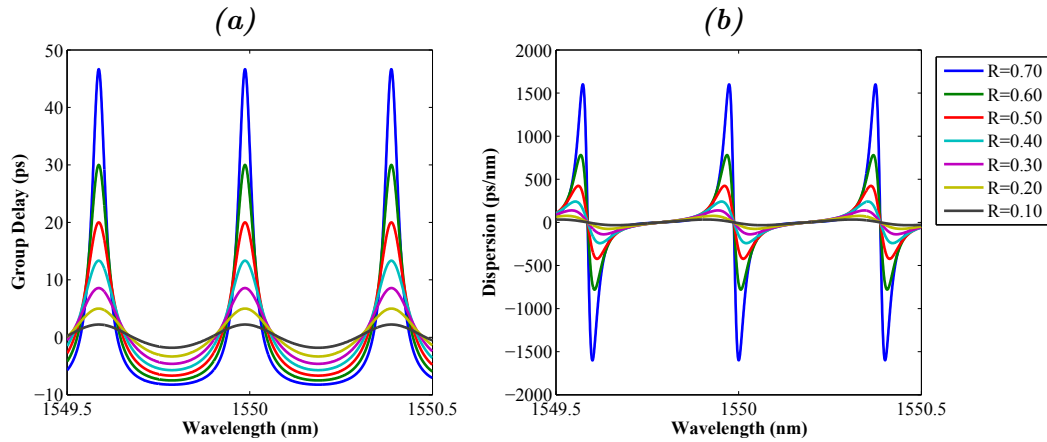 (a)
50
40
30
20
10
0
−10
1549.5
1550
1550.5
Group Delay (ps)
Wavelength (nm)
(b)
2000
1500
1000
500
0
−500
−1000
−1500
−2000
1549.5
1550
1550.5
Dispersion (ps/nm)
Wavelength (nm)
R=0.70
R=0.60
R=0.50
R=0.40
R=0.30
R=0.20
R=0.10